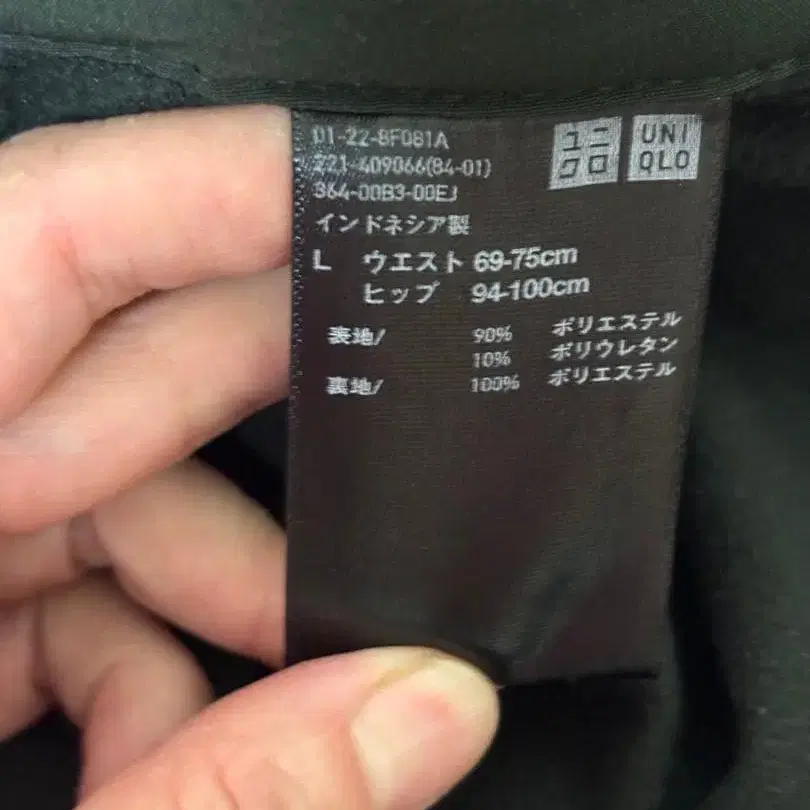 01-22-8F081A
221-409066(84-01)
364-00B3-00EJ
ユニ
クロ
UNI
QLO
インドネシア製
L ウエスト 69-75cm
ヒップ 94-100cm
表地/ 90% ポリエステル
10% ポリウレタン
裏地/ 100% ポリエステル